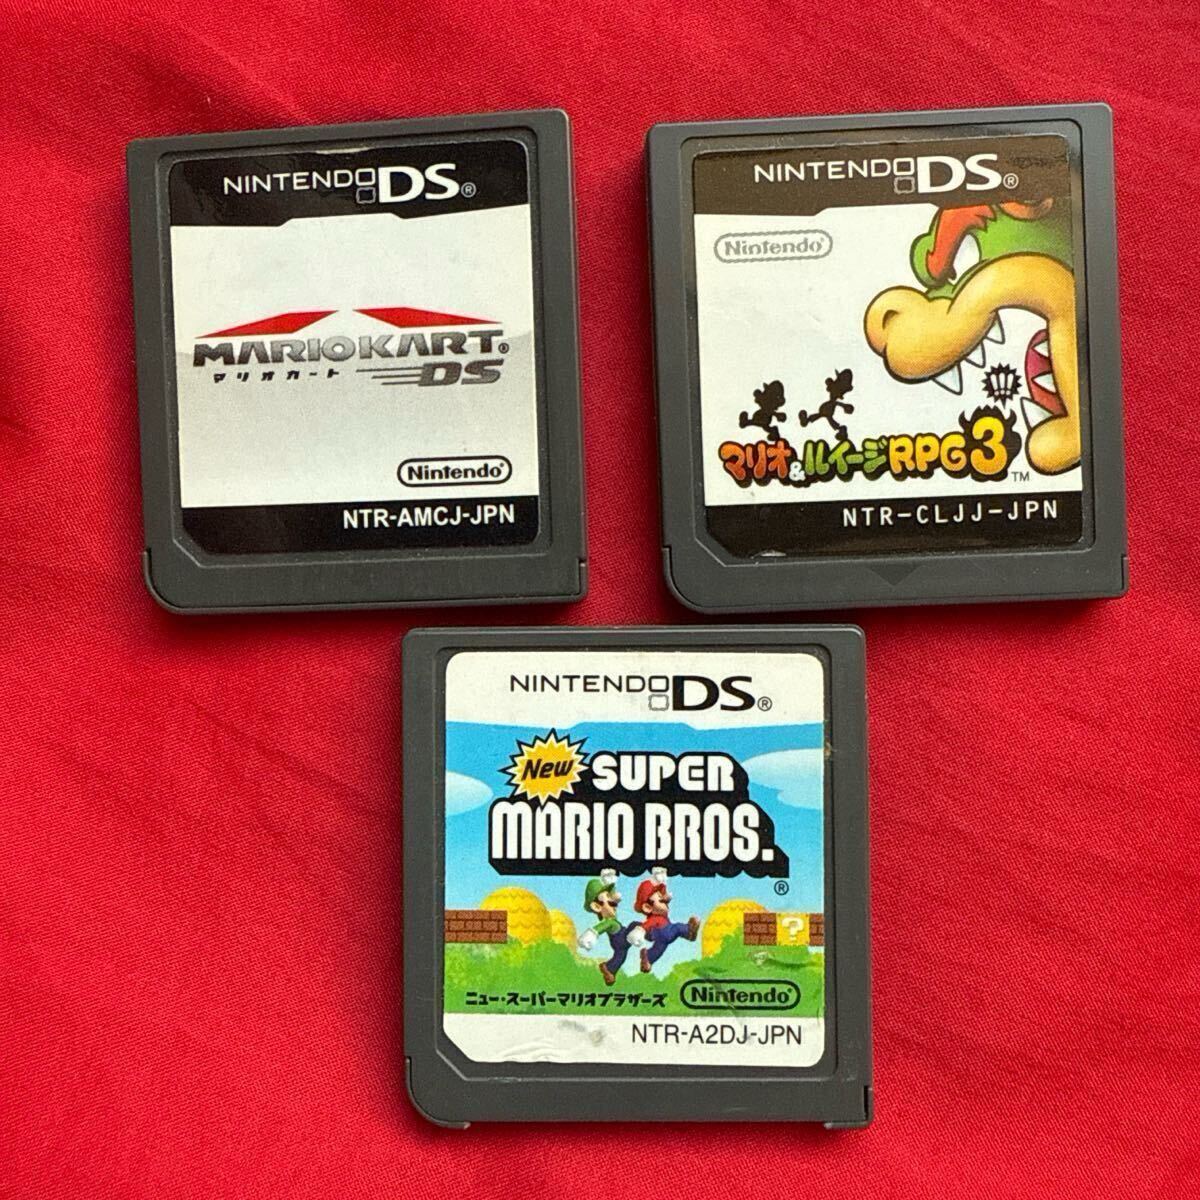 NINTENDO DS®
MARIOKART®
マリオカート DS
Nintendo®
NTR-AMCJ-JPN
NINTENDO DS®
Nintendo®
!!!
マリオ&ルイージRPG3™
NTR-CLJJ-JPN
NINTENDO DS®
New SUPER
MARIO BROS.®
?
ニュー・スーパーマリオブラザーズ Nintendo®
NTR-A2DJ-JPN